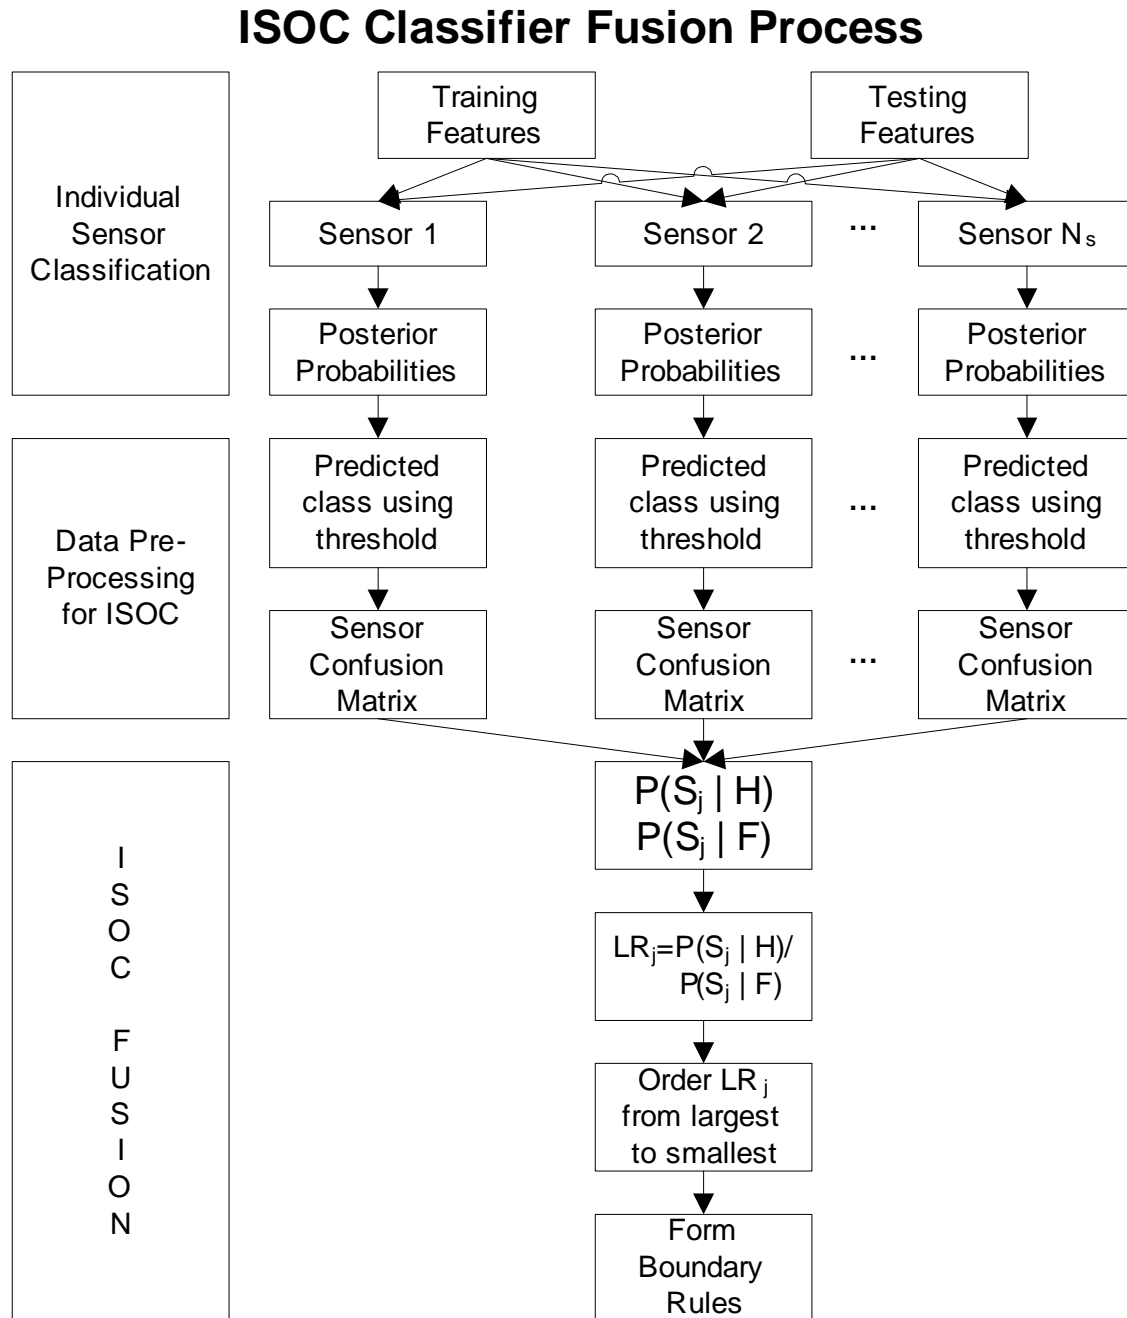 ISOC Classifier Fusion Process
Training
Features
Testing
Features
Individual
Sensor
Classification
Sensor 1
Sensor 2
...
Sensor Ns
Posterior
Probabilities
Posterior
Probabilities
...
Posterior
Probabilities
Data Pre-
Processing
for ISOC
Predicted
class using
threshold
Predicted
class using
threshold
...
Predicted
class using
threshold
Sensor
Confusion
Matrix
Sensor
Confusion
Matrix
...
Sensor
Confusion
Matrix
I
S
O
C
F
U
S
I
O
N
P(Sj | H)
P(Sj | F)
LRj=P(Sj | H)/
P(Sj | F)
Order LR j
from largest
to smallest
Form
Boundary
Rules